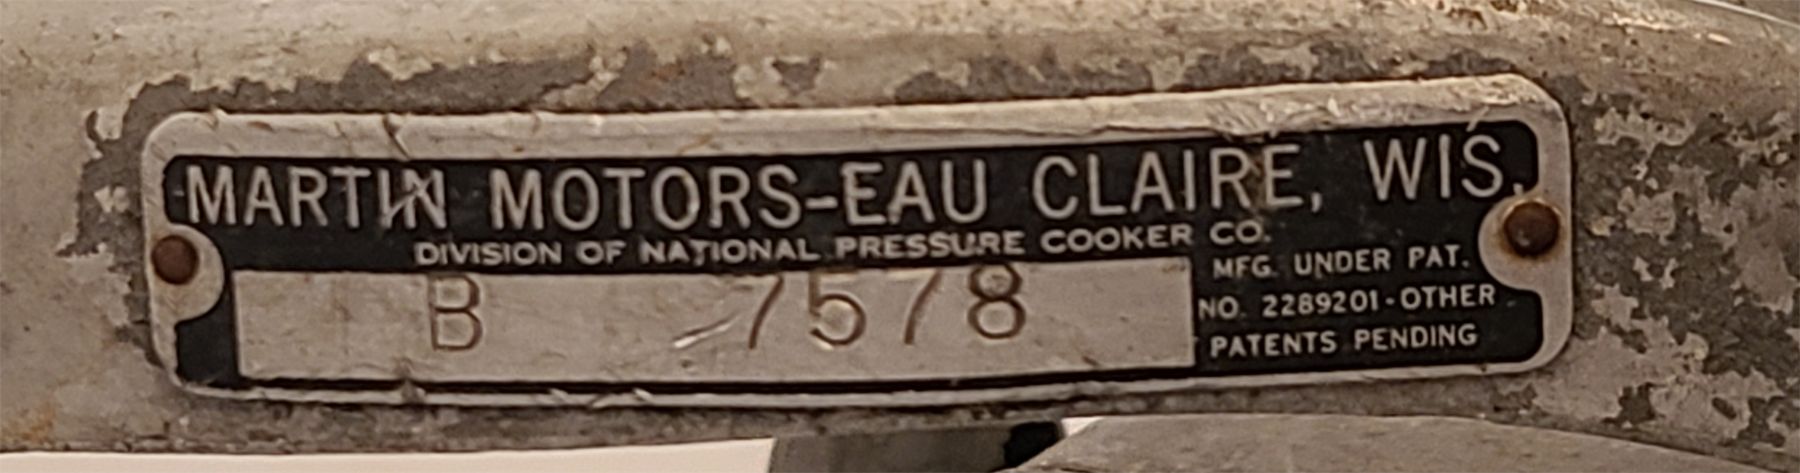 MARTIN MOTORS-EAU CLAIRE, WIS.
DIVISION OF NATIONAL PRESSURE COOKER CO.
B 7578
MFG. UNDER PAT.
NO. 2289201-OTHER
PATENTS PENDING